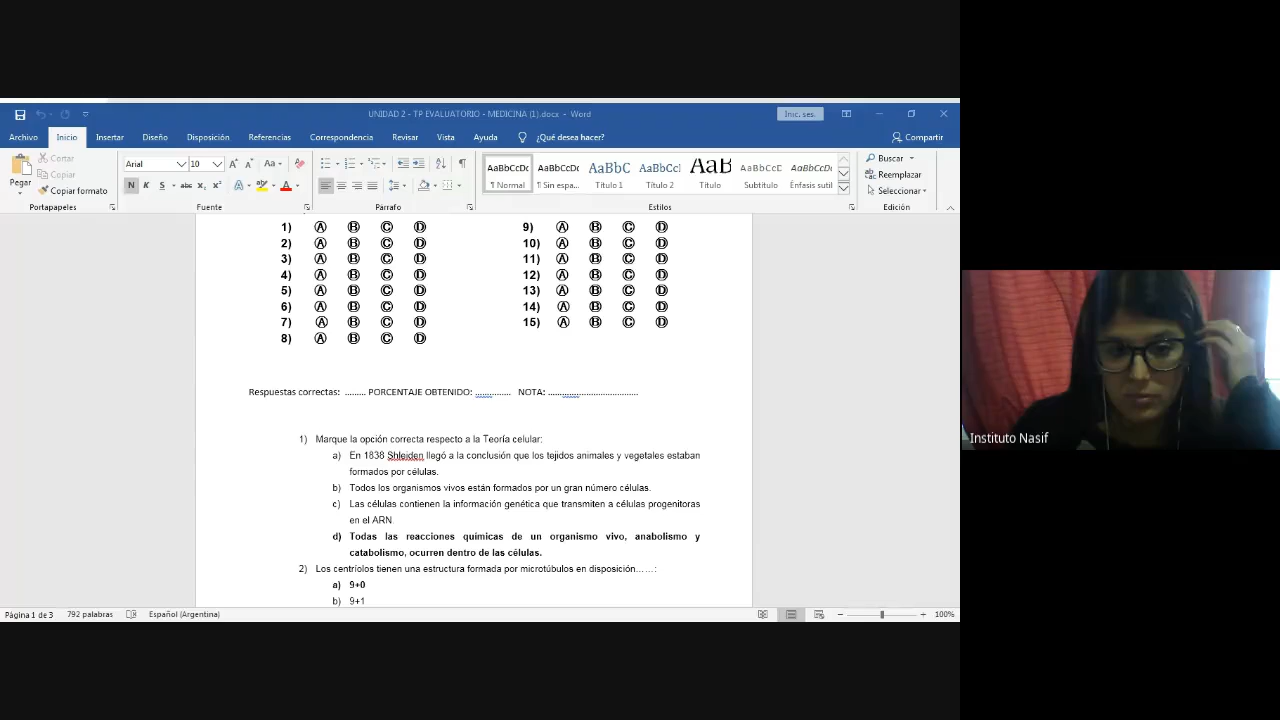 UNIDAD 2 - TP EVALUATORIO - MEDICINA (1).docx - Word
Inic. ses.
Archivo Inicio Insertar Diseño Disposición Referencias Correspondencia Revisar Vista Ayuda ¿Qué desea hacer? Compartir
Pegar
Cortar
Copiar
Copiar formato
Portapapeles
Arial 10
N K S abc x₂ x²
Fuente
Párrafo
AaBbCcDc AaBbCcDc AaBbC AaBbCcI AaB AaBbCcD AaBbCcDc
¶ Normal ¶ Sin espa... Título 1 Título 2 Título Subtítulo Énfasis sutil
Estilos
Buscar
Reemplazar
Seleccionar
Edición
1) A B C D 9) A B C D
2) A B C D 10) A B C D
3) A B C D 11) A B C D
4) A B C D 12) A B C D
5) A B C D 13) A B C D
6) A B C D 14) A B C D
7) A B C D 15) A B C D
8) A B C D
Respuestas correctas: ......... PORCENTAJE OBTENIDO: ............... NOTA: ......................................
1) Marque la opción correcta respecto a la Teoría celular:
a) En 1838 Shleiden llegó a la conclusión que los tejidos animales y vegetales estaban
formados por células.
b) Todos los organismos vivos están formados por un gran número células.
c) Las células contienen la información genética que transmiten a células progenitoras
en el ARN.
d) Todas las reacciones químicas de un organismo vivo, anabolismo y
catabolismo, ocurren dentro de las células.
2) Los centríolos tienen una estructura formada por microtúbulos en disposición……:
a) 9+0
b) 9+1
Página 1 de 3 792 palabras Español (Argentina) 100%
Instituto Nasif